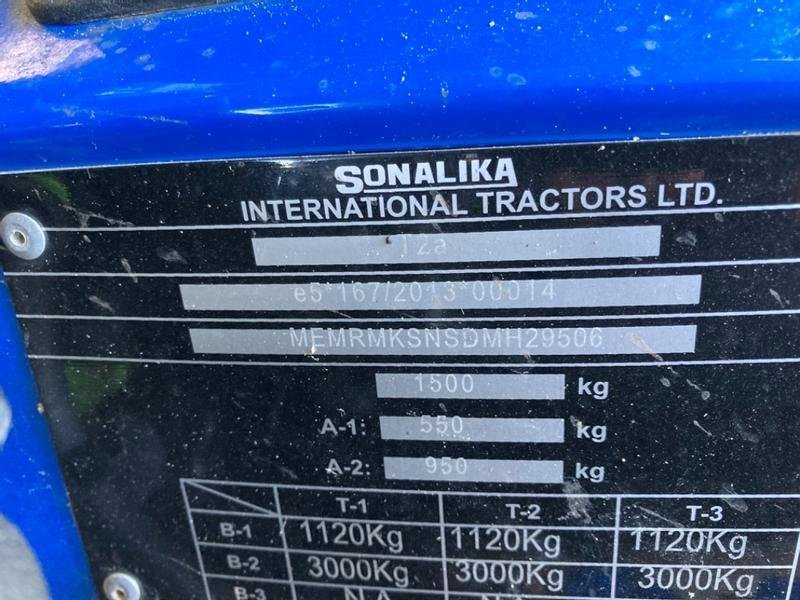 SONALIKA
INTERNATIONAL TRACTORS LTD.
T2a
e5*167/2013*00014
MEMRMKSNSDMH29506
1500 kg
A-1: 550 kg
A-2: 950 kg
T-1 T-2 T-3
B-1 1120Kg 1120Kg 1120Kg
B-2 3000Kg 3000Kg 3000Kg
B-3 N.A